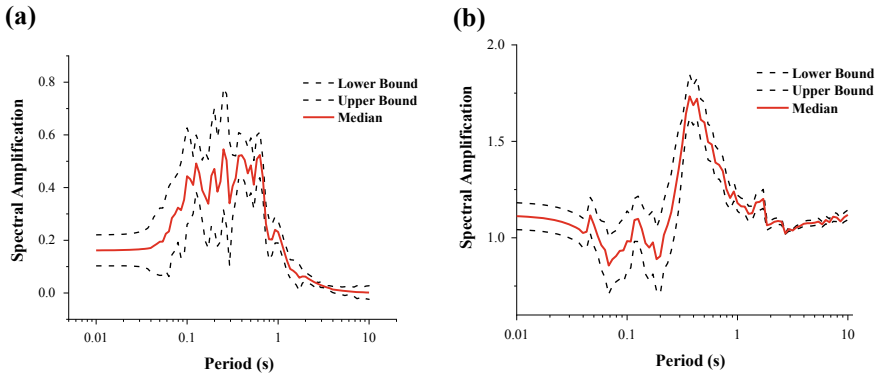 (a)
Spectral Amplification
0.8
0.6
0.4
0.2
0.0
Lower Bound
Upper Bound
Median
0.01
0.1
1
10
Period (s)
(b)
Spectral Amplification
2.0
1.5
1.0
Lower Bound
Upper Bound
Median
0.01
0.1
1
10
Period (s)